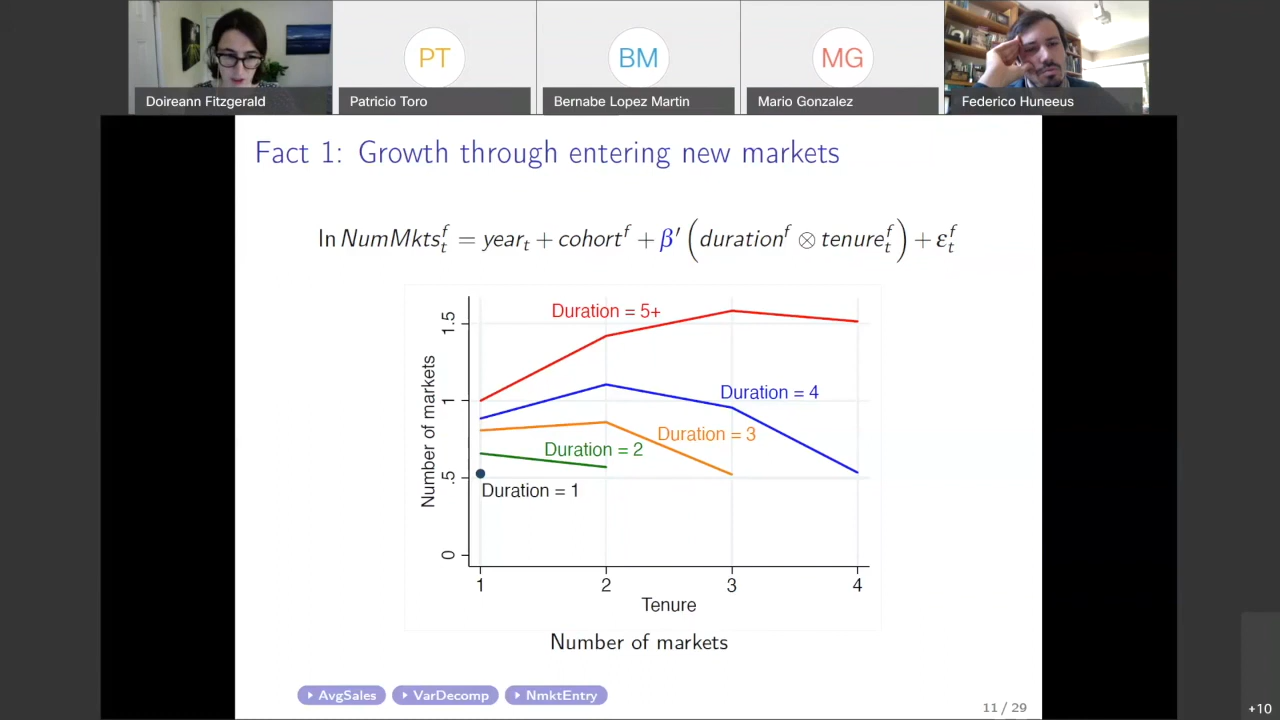 PT
BM
MG
Doireann Fitzgerald
Patricio Toro
Bernabe Lopez Martin
Mario Gonzalez
Federico Huneeus
Fact 1: Growth through entering new markets
ln NumMkts_t^f = year_t + cohort^f + β′ (duration^f ⊗ tenure_t^f) + ε_t^f
Duration = 5+
Duration = 4
Duration = 3
Duration = 2
Duration = 1
Number of markets
1.5
1
.5
0
1 2 3 4
Tenure
Number of markets
AvgSales VarDecomp NmktEntry
11 / 29
+10